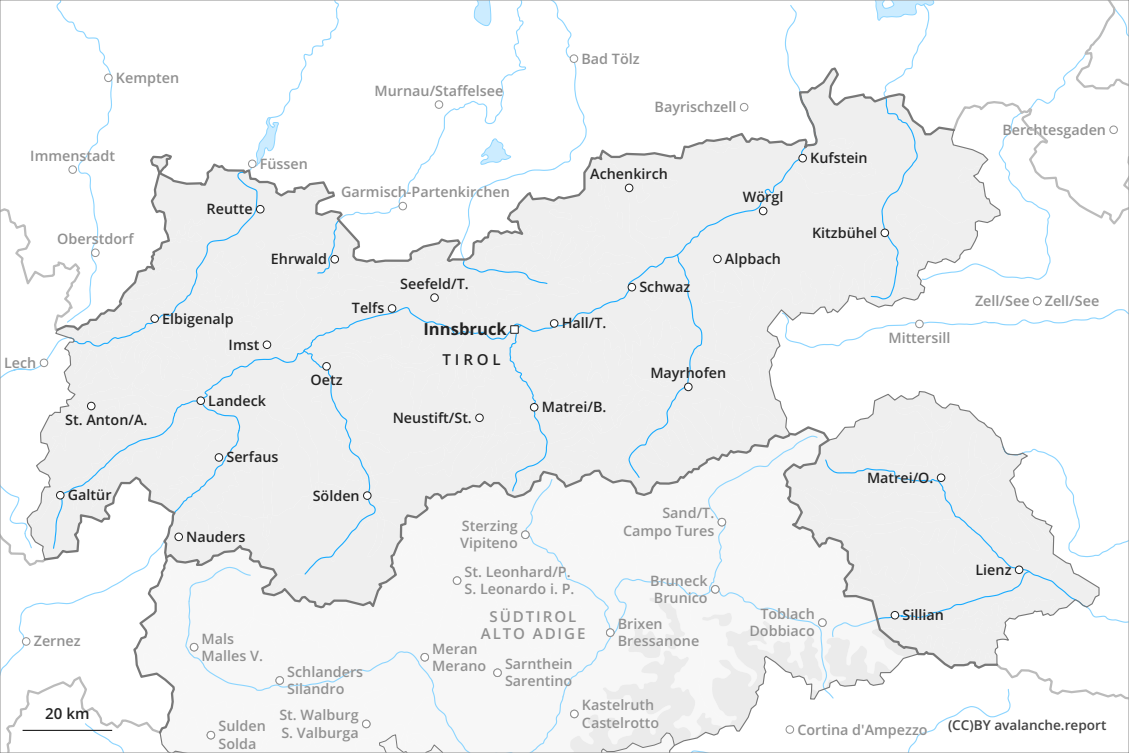 Kempten
Bad Tölz
Murnau/Staffelsee
Bayrischzell
Berchtesgaden
Immenstadt
Füssen
Kufstein
Achenkirch
Garmisch-Partenkirchen
Wörgl
Reutte
Kitzbühel
Oberstdorf
Ehrwald
Alpbach
Seefeld/T.
Schwaz
Zell/See
Zell/See
Telfs
Elbigenalp
Innsbruck
Hall/T.
Mittersill
Imst
TIROL
Lech
Oetz
Mayrhofen
Landeck
Matrei/B.
St. Anton/A.
Neustift/St.
Serfaus
Matrei/O.
Galtür
Sölden
Sand/T.
Campo Tures
Sterzing
Vipiteno
Nauders
St. Leonhard/P.
S. Leonardo i. P.
Lienz
Bruneck
Brunico
SÜDTIROL
ALTO ADIGE
Toblach
Dobbiaco
Sillian
Brixen
Bressanone
Zernez
Mals
Malles V.
Meran
Merano
Sarnthein
Sarentino
Schlanders
Silandro
Kastelruth
Castelrotto
St. Walburg
S. Valburga
20 km
Sulden
Solda
Cortina d'Ampezzo
(CC)BY avalanche.report